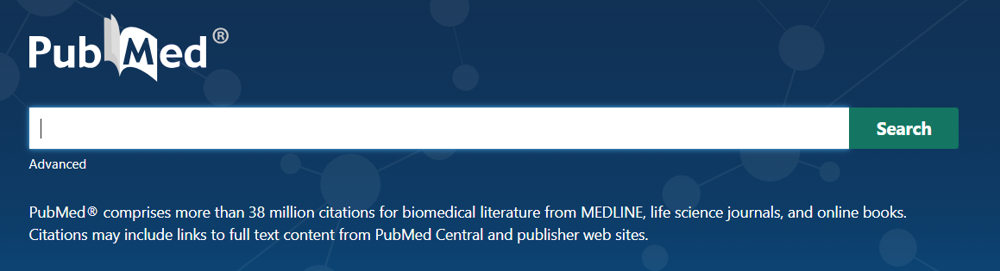 PubMed®
Search
Advanced
PubMed® comprises more than 38 million citations for biomedical literature from MEDLINE, life science journals, and online books.
Citations may include links to full text content from PubMed Central and publisher web sites.